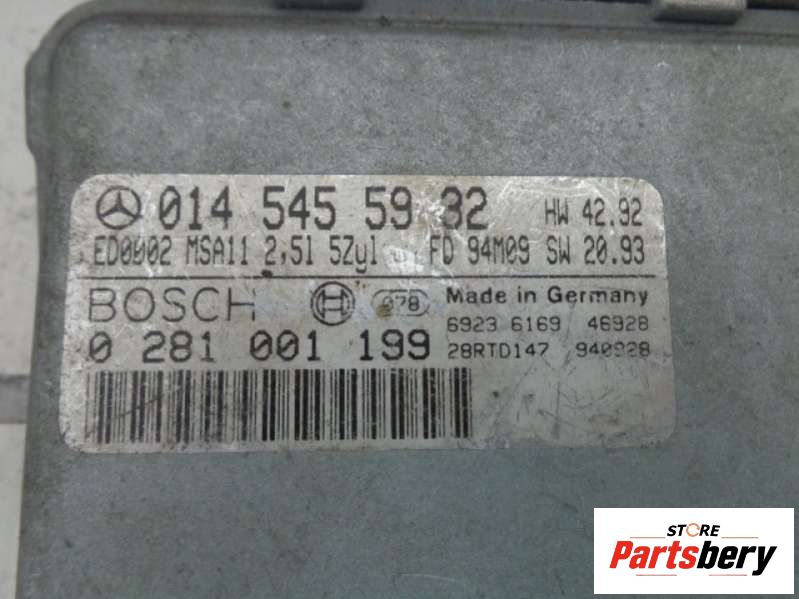 014 545 59 32 HW 42.92
ED0002 MSA11 2,5l 5Zyl FD 94M09 SW 20.93
BOSCH 078 Made in Germany
6923 6169 46928
0 281 001 199 28RTD147 940928
STORE
Partsbery